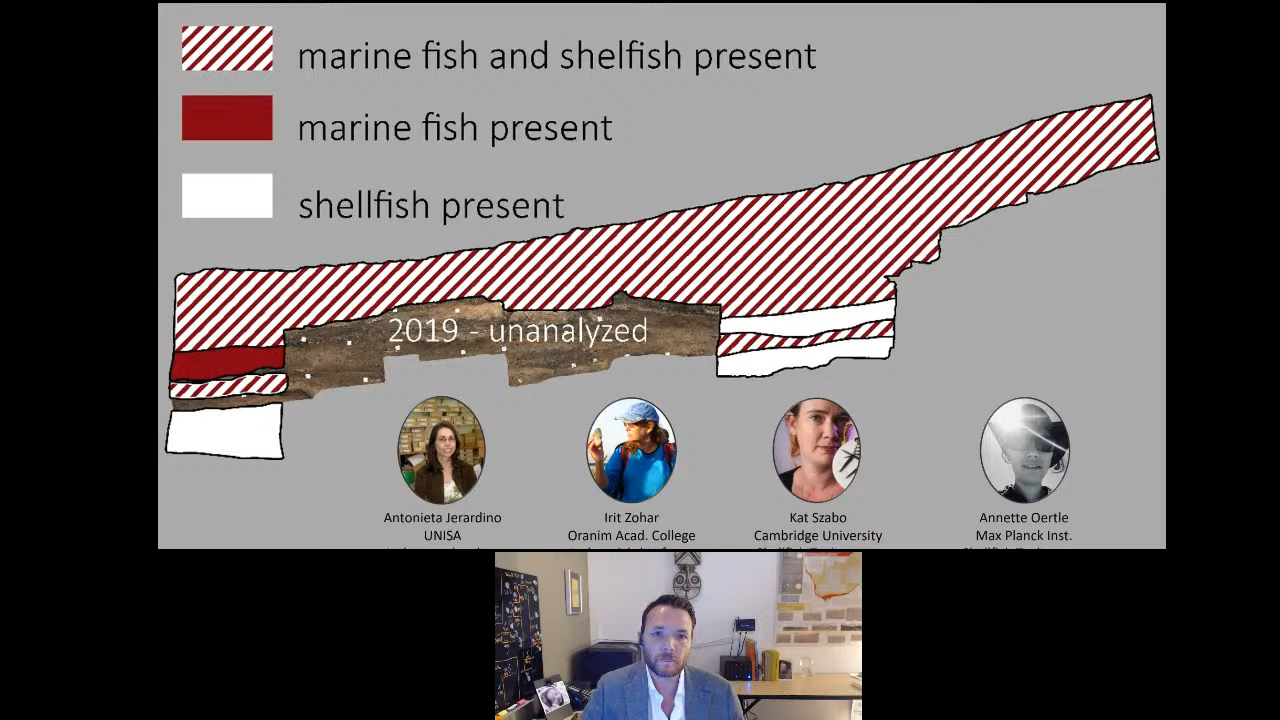 marine fish and shelfish present
marine fish present
shellfish present
2019 - unanalyzed
Antonieta Jerardino
UNISA
Irit Zohar
Oranim Acad. College
Kat Szabo
Cambridge University
Annette Oertle
Max Planck Inst.